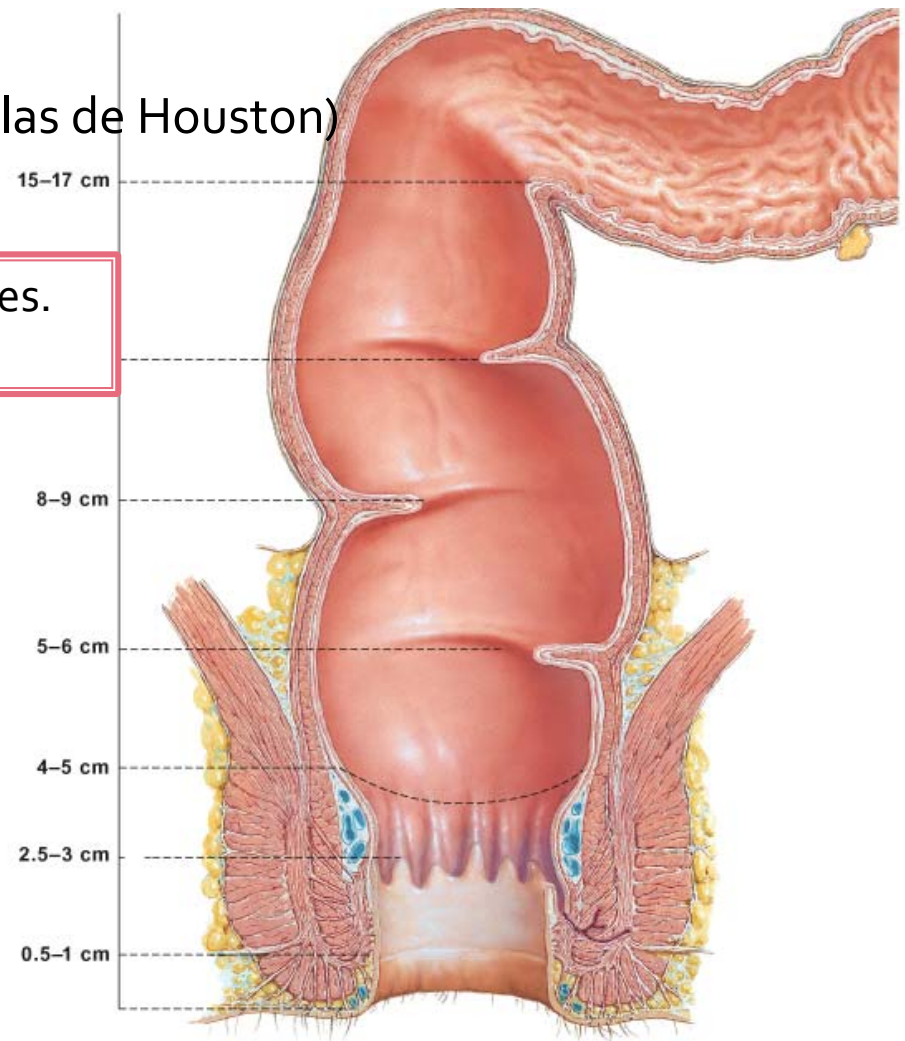 las de Houston)
15–17 cm
es.
8–9 cm
5–6 cm
4–5 cm
2.5–3 cm
0.5–1 cm